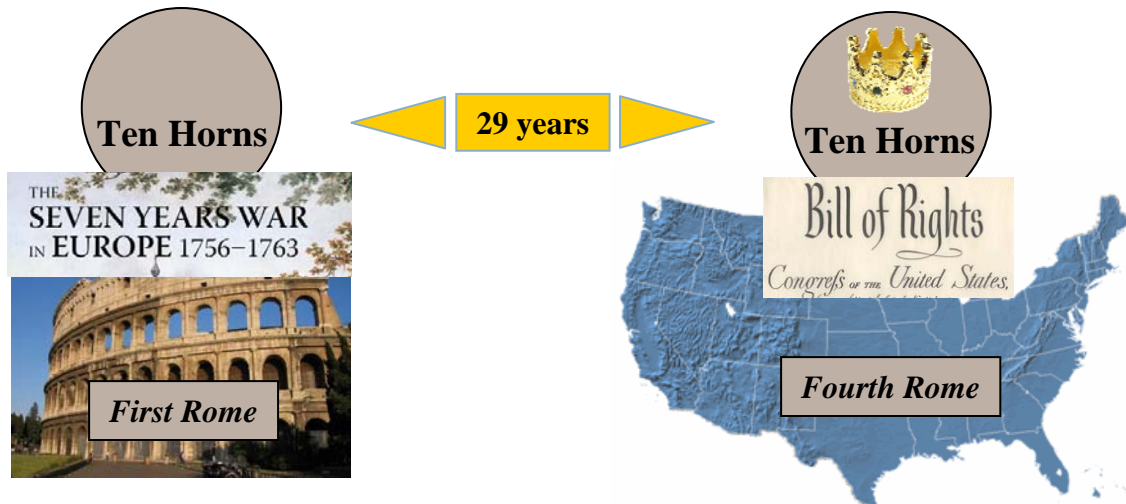 Ten Horns
29 years
Ten Horns
THE
SEVEN YEARS WAR
IN EUROPE 1756–1763
Bill of Rights
Congreſs OF THE United States,
First Rome
Fourth Rome